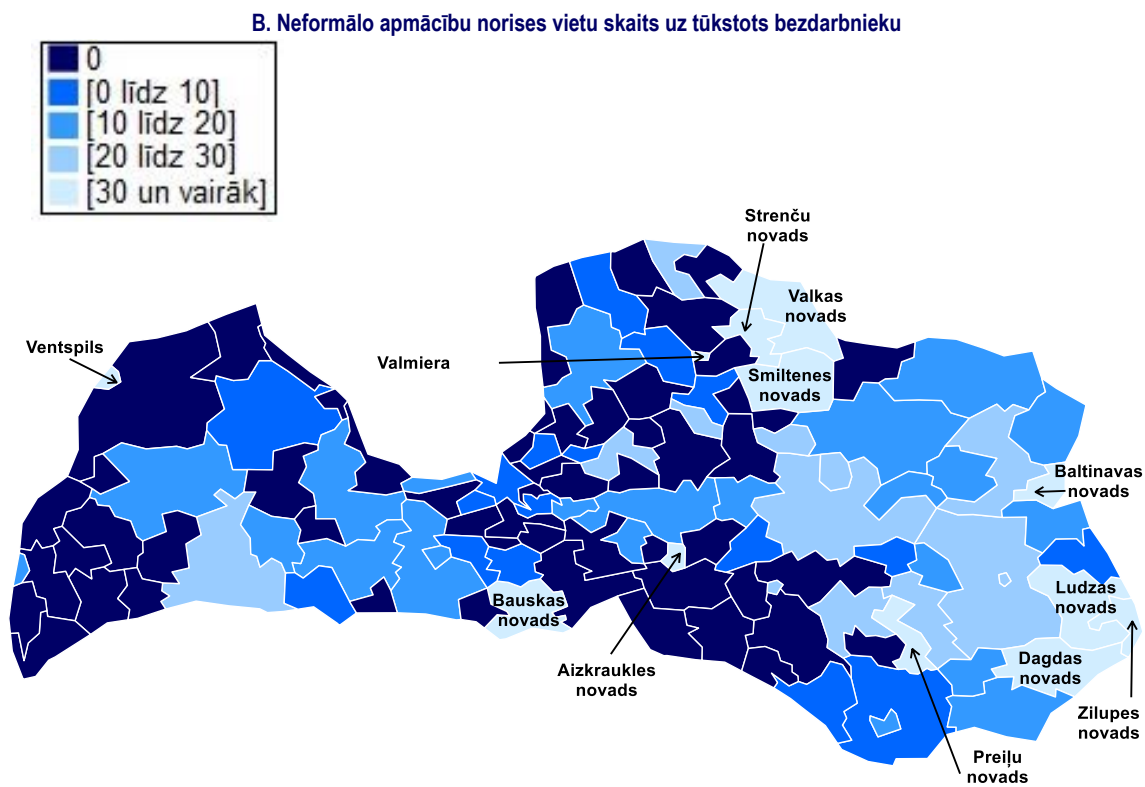 B. Neformālo apmācību norises vietu skaits uz tūkstots bezdarbnieku
0
[0 līdz 10]
[10 līdz 20]
[20 līdz 30]
[30 un vairāk]
Strenču
novads
Valkas
novads
Ventspils
Valmiera
Smiltenes
novads
Baltinavas
novads
Ludzas
novads
Bauskas
novads
Aizkraukles
novads
Dagdas
novads
Zilupes
novads
Preiļu
novads